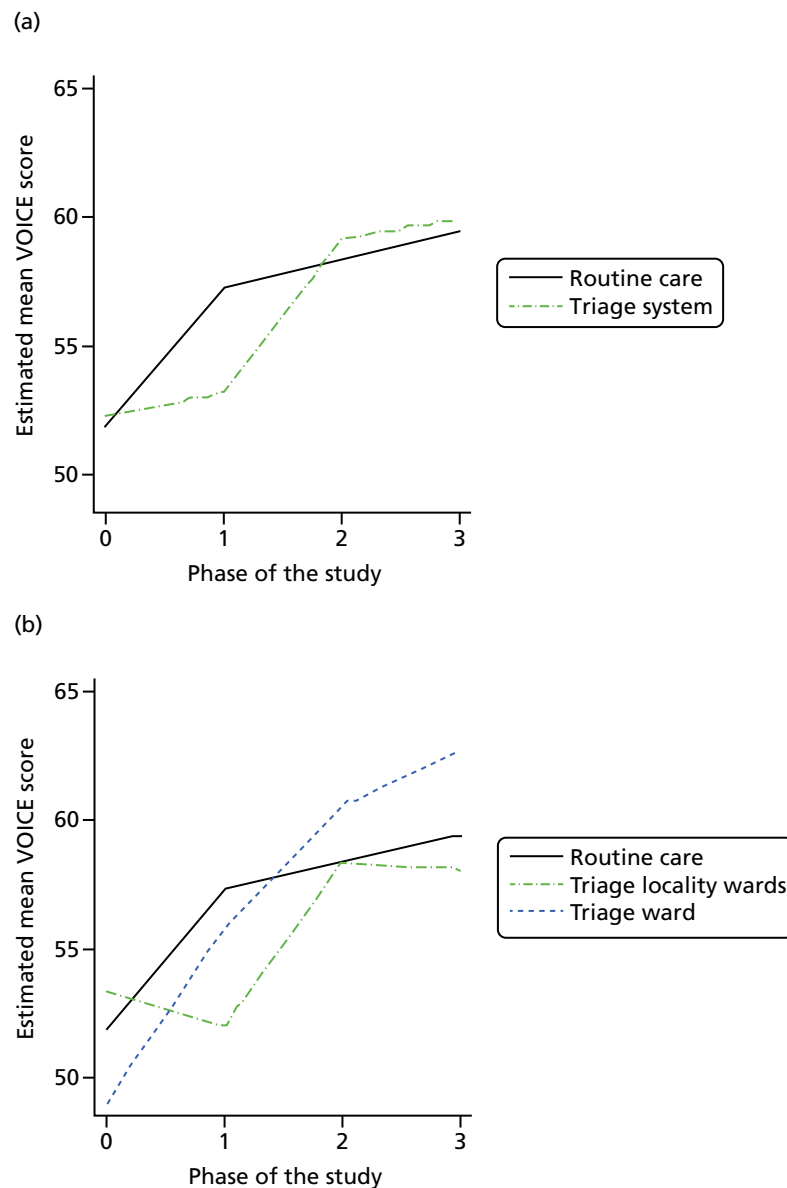 (a)
65
60
55
50
Estimated mean VOICE score
0 1 2 3
Phase of the study
Routine care
Triage system
(b)
65
60
55
50
Estimated mean VOICE score
0 1 2 3
Phase of the study
Routine care
Triage locality wards
Triage ward